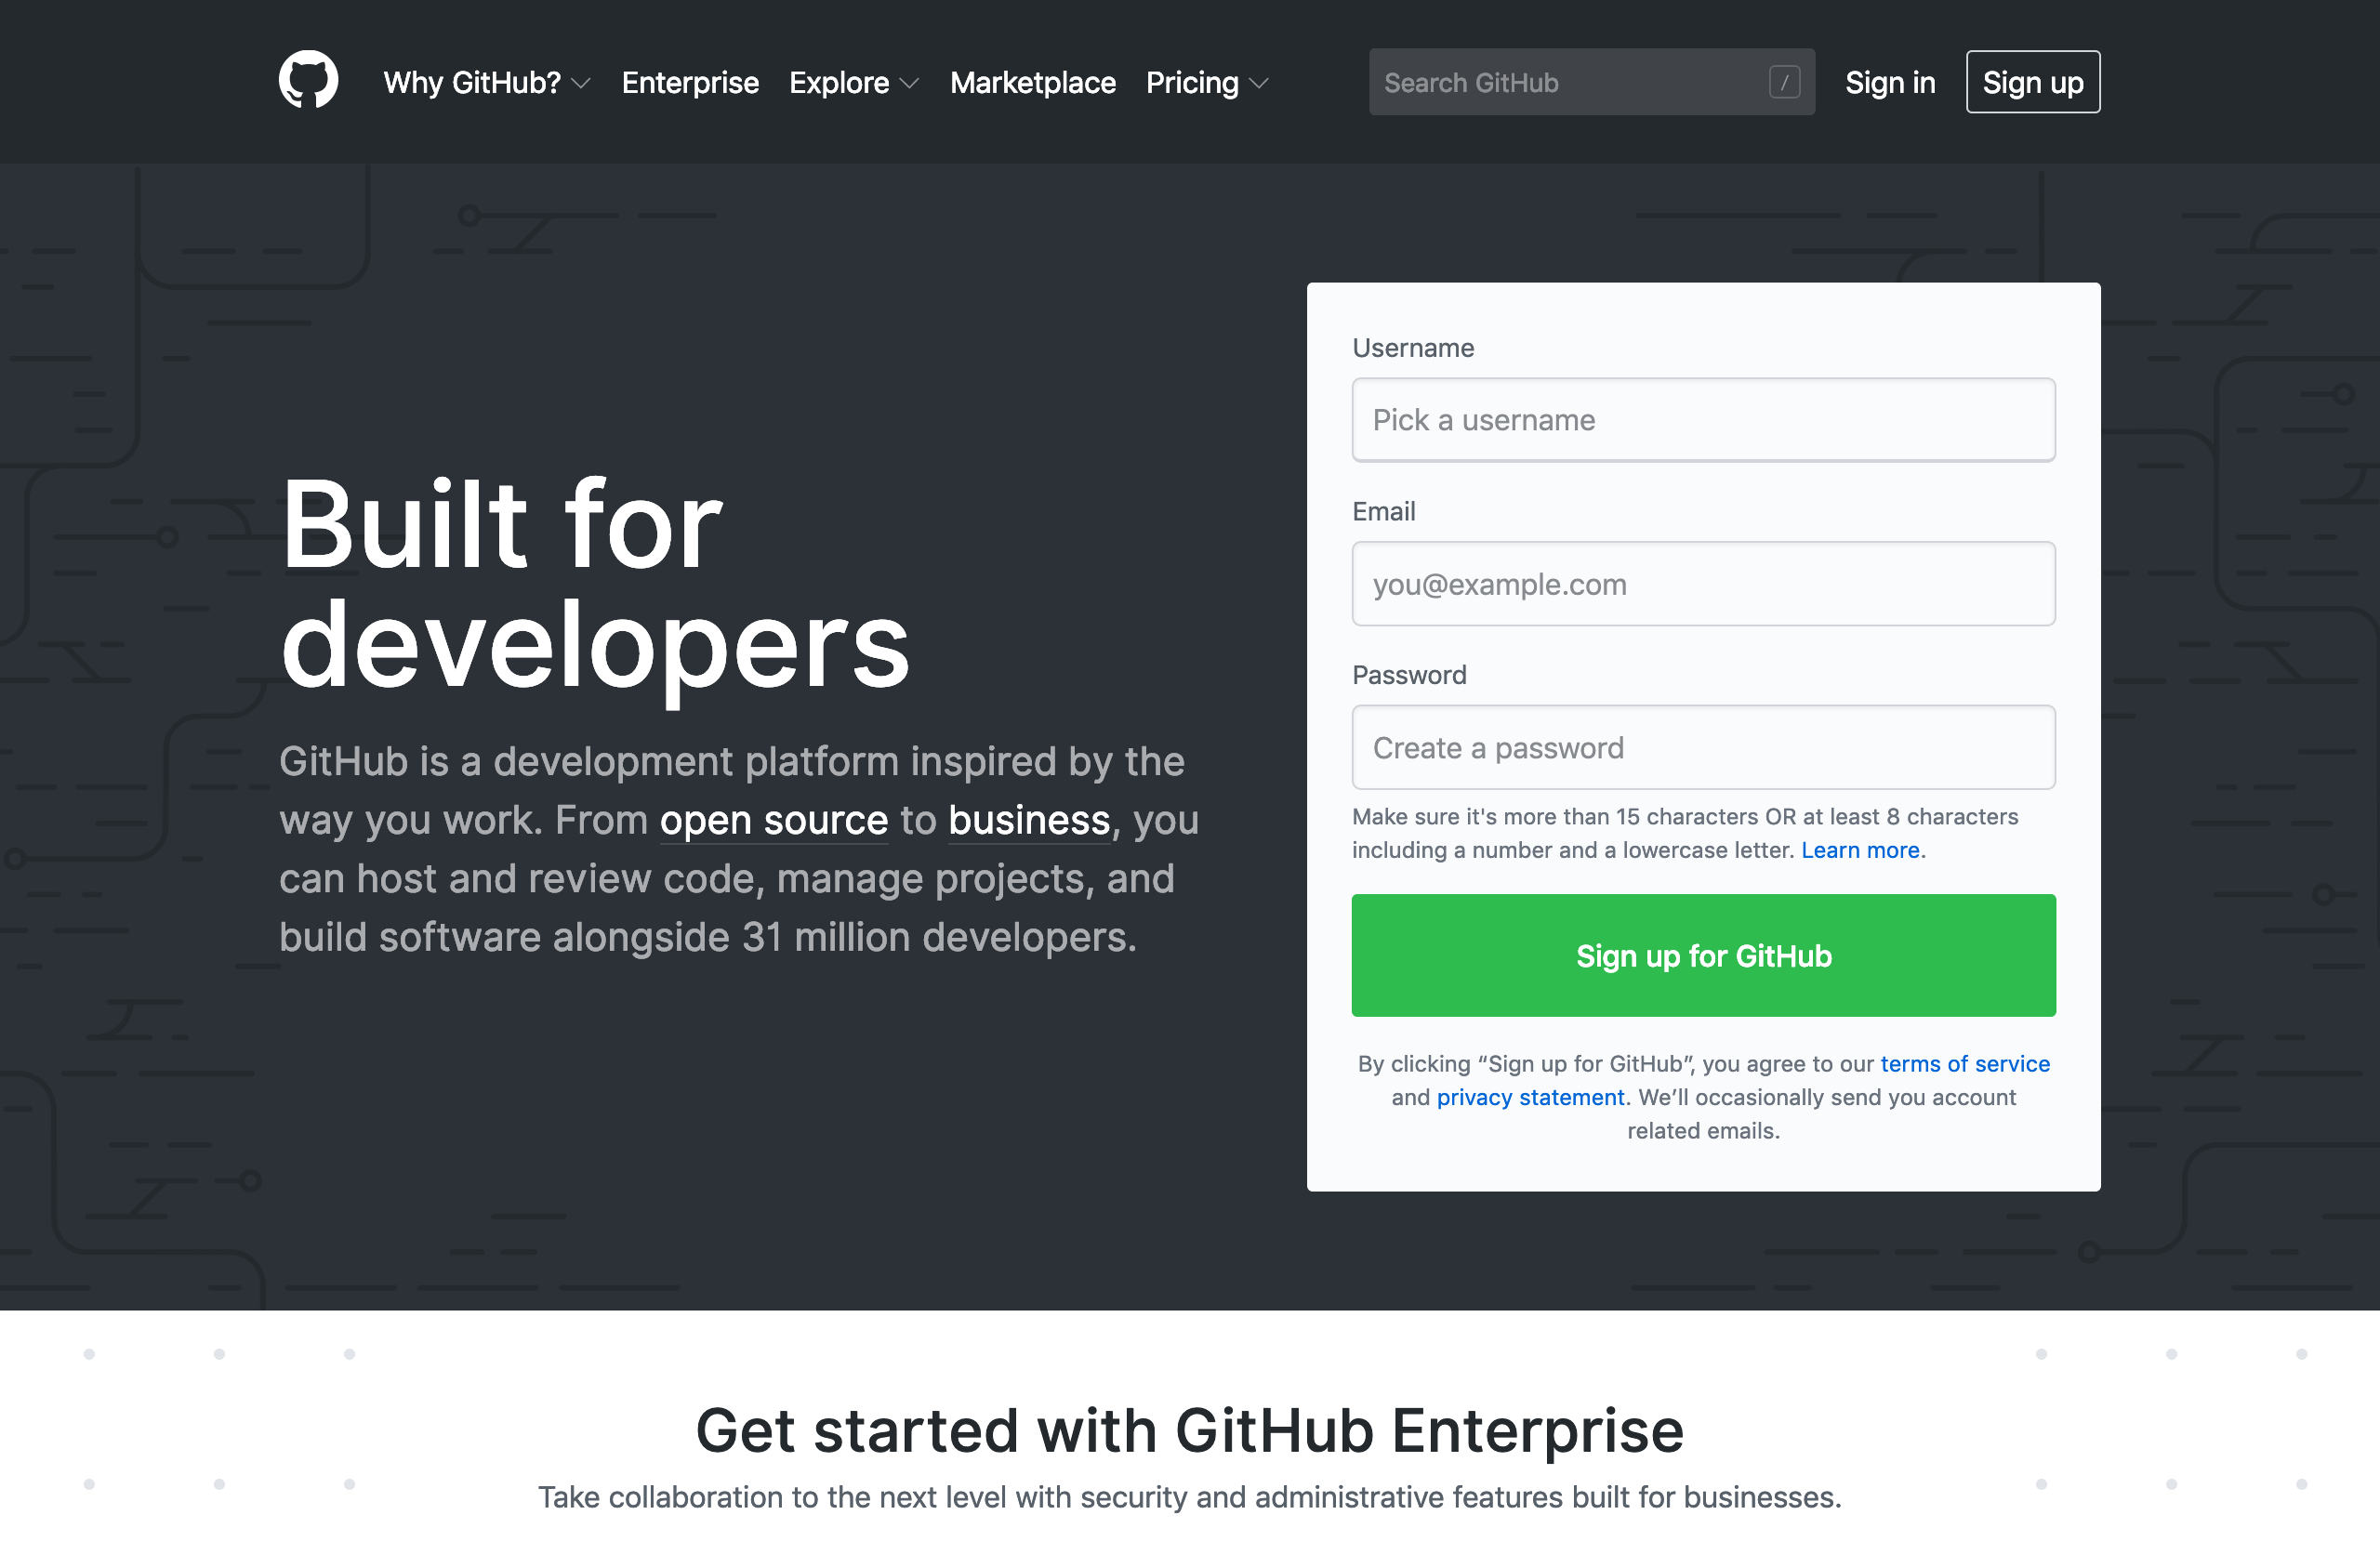 Why GitHub? Enterprise Explore Marketplace Pricing Search GitHub / Sign in Sign up
Built for
developers
GitHub is a development platform inspired by the
way you work. From open source to business, you
can host and review code, manage projects, and
build software alongside 31 million developers.
Username
Pick a username
Email
you@example.com
Password
Create a password
Make sure it's more than 15 characters OR at least 8 characters
including a number and a lowercase letter. Learn more.
Sign up for GitHub
By clicking “Sign up for GitHub”, you agree to our terms of service
and privacy statement. We’ll occasionally send you account
related emails.
Get started with GitHub Enterprise
Take collaboration to the next level with security and administrative features built for businesses.